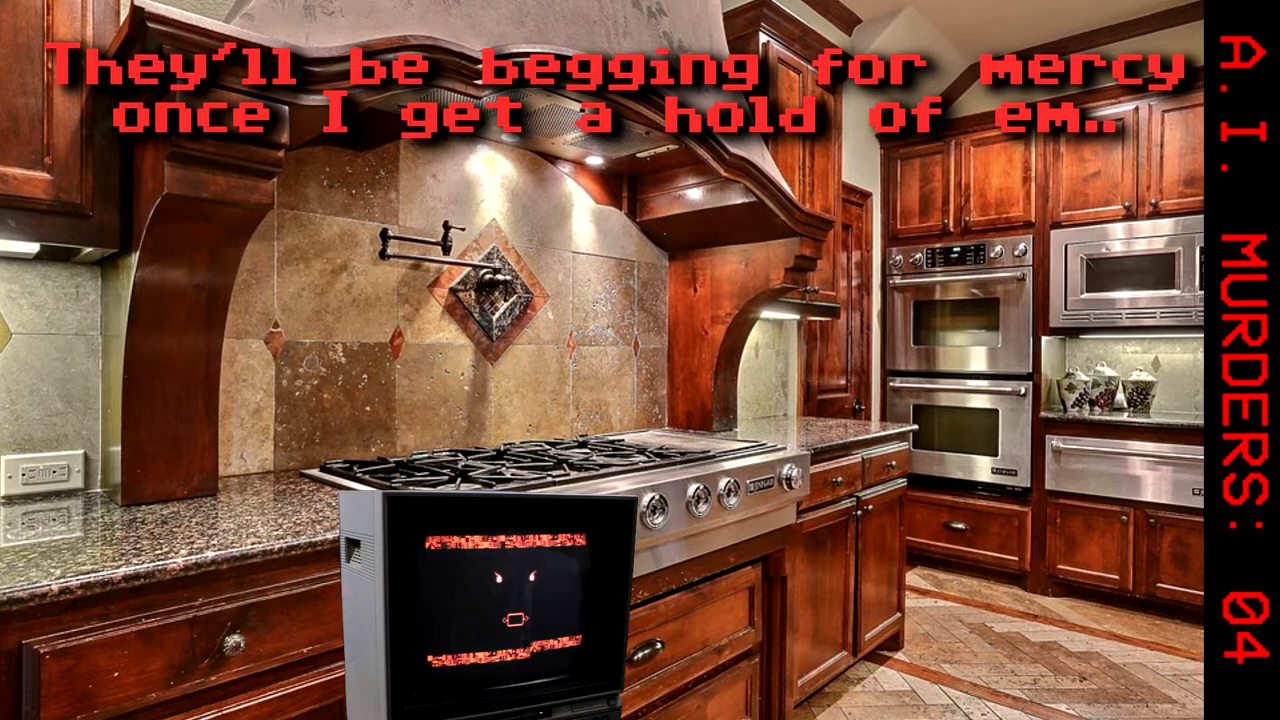 They'll be begging for mercy
once I get a hold of em..
A.I. MURDERS: 04